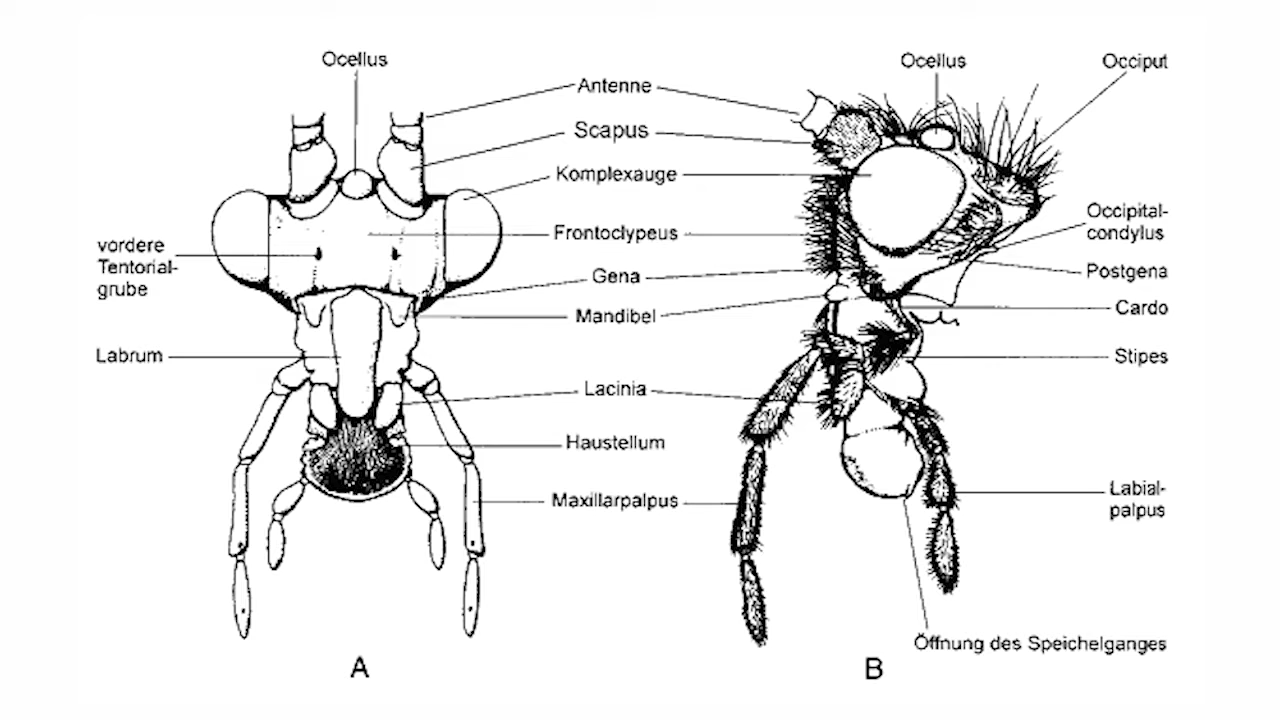 Ocellus
Ocellus
Occiput
Antenne
Scapus
Komplexauge
Occipital-
condylus
vordere
Tentorial-
grube
Frontoclypeus
Gena
Postgena
Mandibel
Cardo
Labrum
Stipes
Lacinia
Haustellum
Maxillarpalpus
Labial-
palpus
Öffnung des Speichelganges
A
B